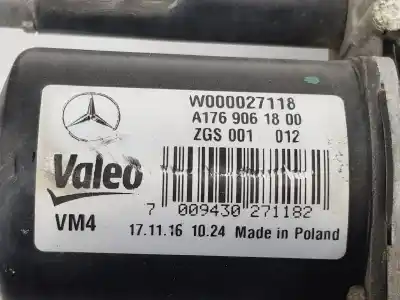 W000027118
A176 906 18 00
ZGS 001 012
Valeo
VM4
7 009430 271182
17.11.16 10.24 Made in Poland